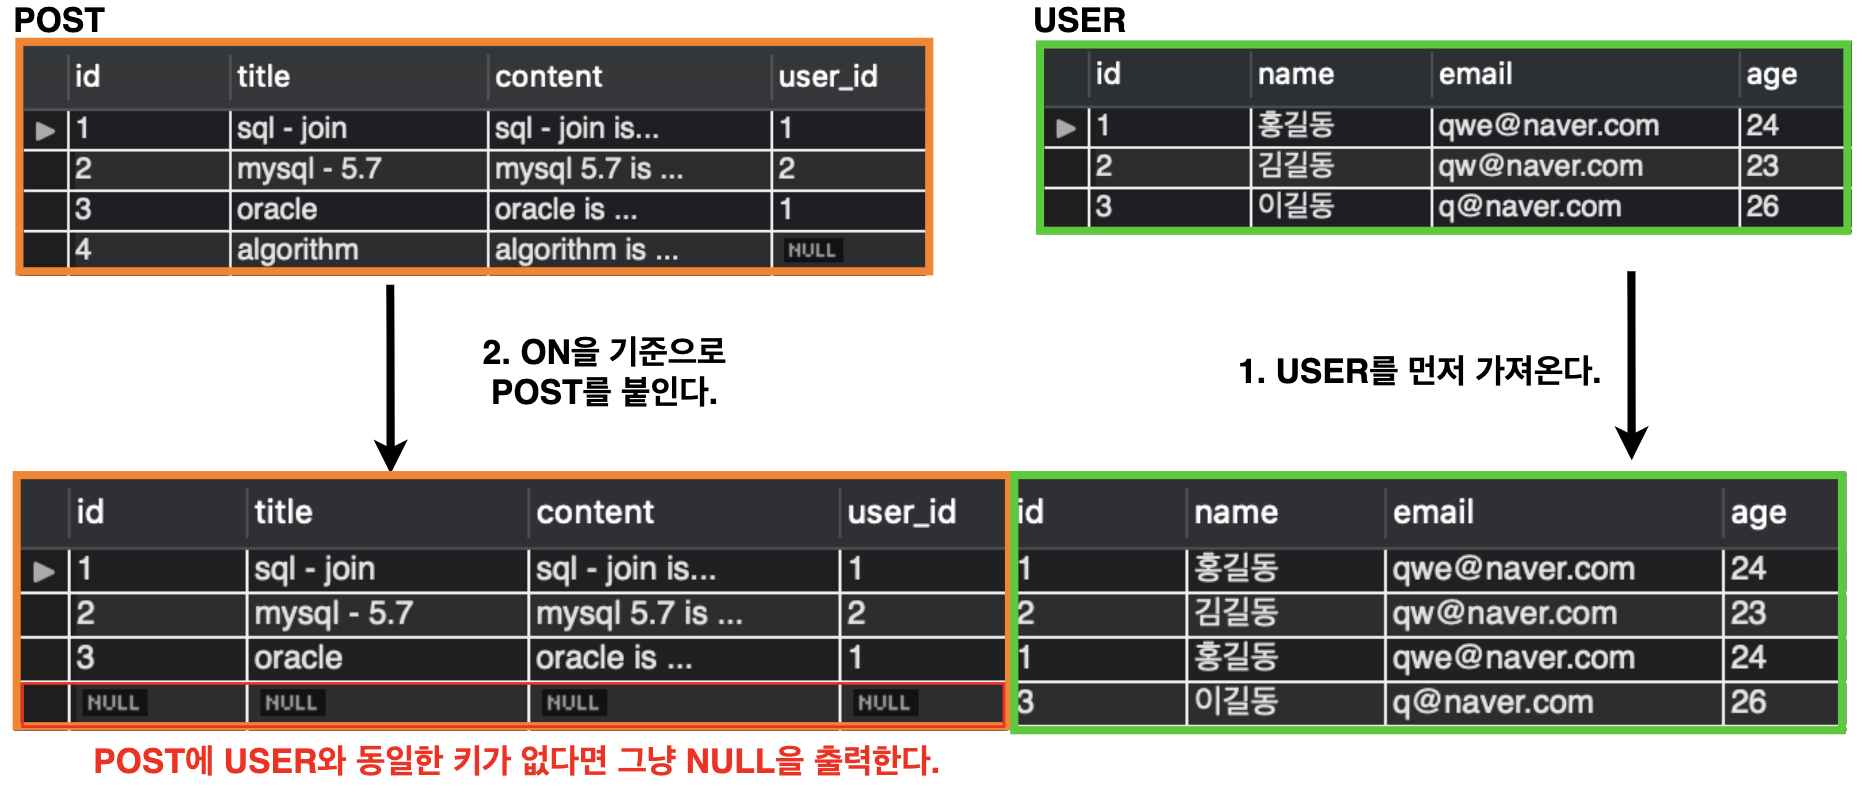 POST
id title content user_id
1 sql - join sql - join is... 1
2 mysql - 5.7 mysql 5.7 is ... 2
3 oracle oracle is ... 1
4 algorithm algorithm is ... NULL
USER
id name email age
1 홍길동 qwe@naver.com 24
2 김길동 qw@naver.com 23
3 이길동 q@naver.com 26
2. ON을 기준으로
POST를 붙인다.
1. USER를 먼저 가져온다.
id title content user_id id name email age
1 sql - join sql - join is... 1 1 홍길동 qwe@naver.com 24
2 mysql - 5.7 mysql 5.7 is ... 2 2 김길동 qw@naver.com 23
3 oracle oracle is ... 1 1 홍길동 qwe@naver.com 24
NULL NULL NULL NULL 3 이길동 q@naver.com 26
POST에 USER와 동일한 키가 없다면 그냥 NULL을 출력한다.